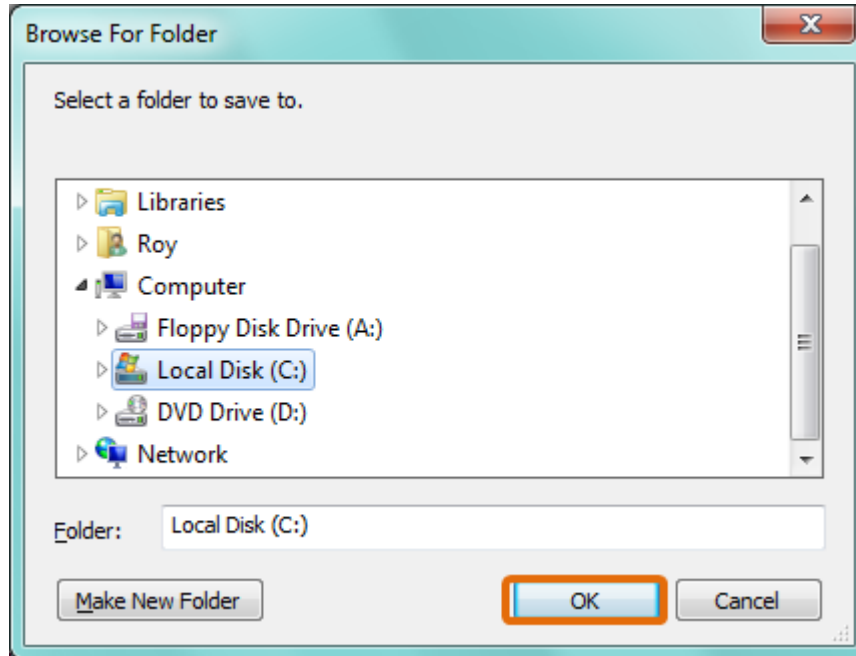 Browse For Folder
Select a folder to save to.
Libraries
Roy
Computer
Floppy Disk Drive (A:)
Local Disk (C:)
DVD Drive (D:)
Network
Folder: Local Disk (C:)
Make New Folder OK Cancel